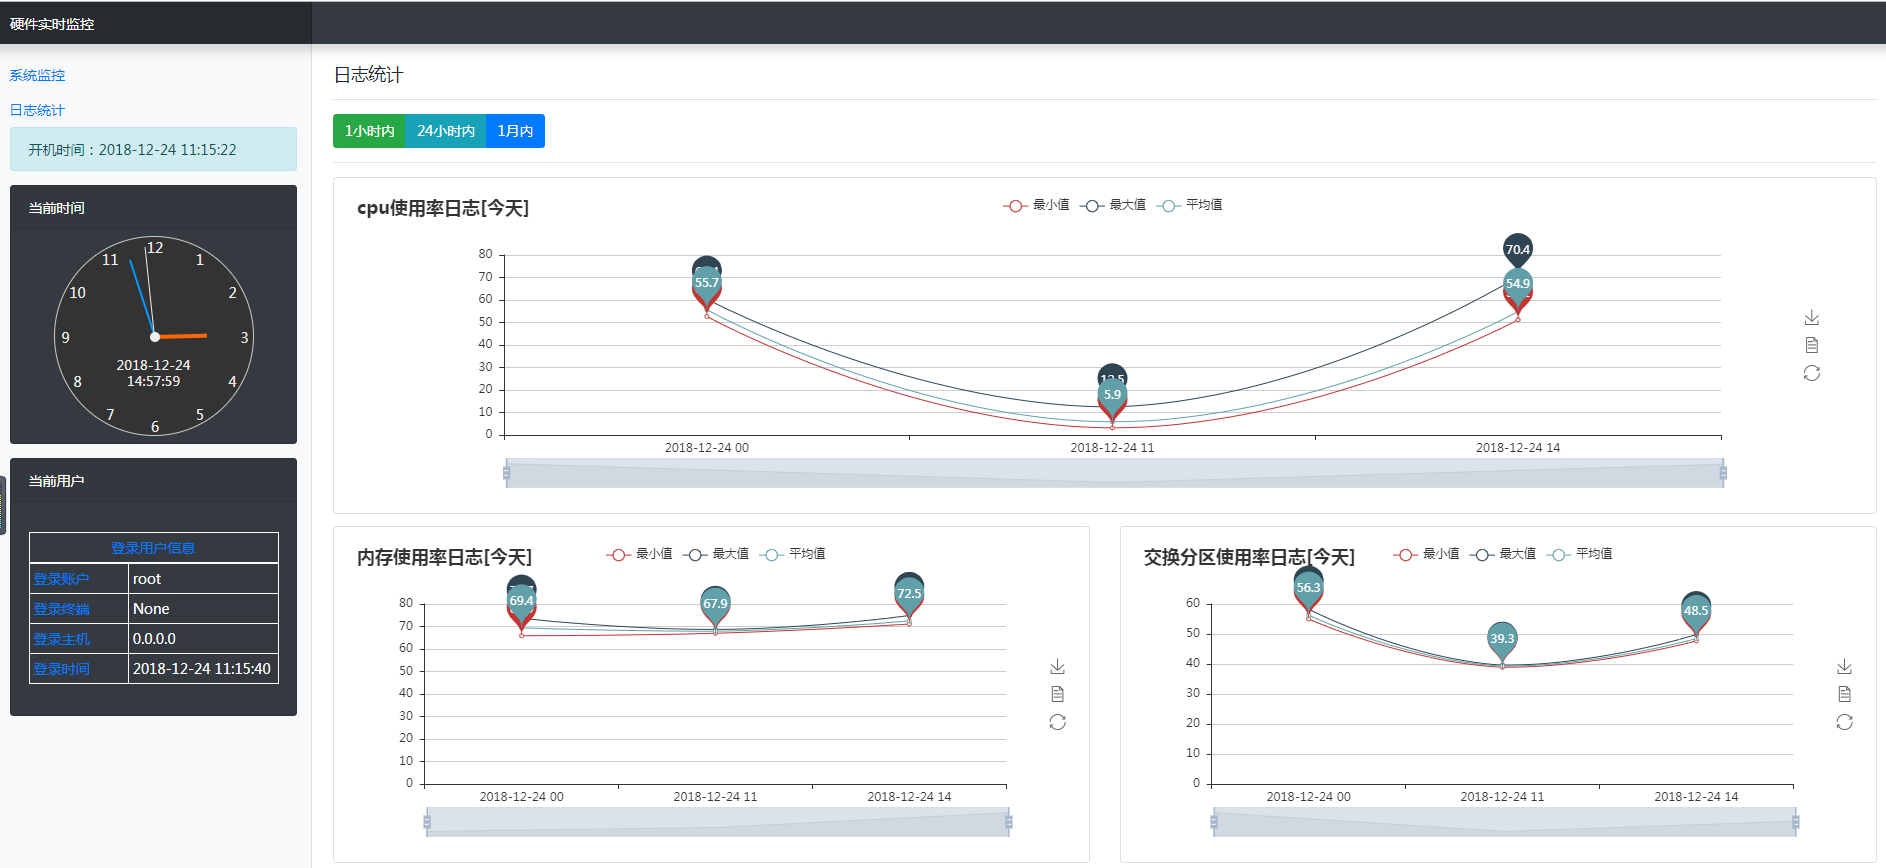 硬件实时监控
系统监控
日志统计
开机时间：2018-12-24 11:15:22
当前时间
12
11
1
10
2
9
3
2018-12-24
14:57:59
8
4
7
5
6
当前用户
登录用户信息
登录账户 root
登录终端 None
登录主机 0.0.0.0
登录时间 2018-12-24 11:15:40
日志统计
1小时内 24小时内 1月内
cpu使用率日志[今天]
最小值 最大值 平均值
80
70
60
50
40
30
20
10
0
55.7
5.9
70.4
54.9
2018-12-24 00 2018-12-24 11 2018-12-24 14
内存使用率日志[今天]
最小值 最大值 平均值
80
70
60
50
40
30
20
10
0
69.4 67.9 72.5
2018-12-24 00 2018-12-24 11 2018-12-24 14
交换分区使用率日志[今天]
最小值 最大值 平均值
60
50
40
30
20
10
0
56.3 39.3 48.5
2018-12-24 00 2018-12-24 11 2018-12-24 14